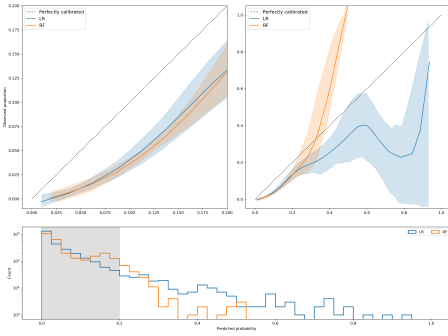 Perfectly calibrated
LR
RF
Perfectly calibrated
LR
RF
Observed proportion
0.200
0.175
0.150
0.125
0.100
0.075
0.050
0.025
0.000
0.000 0.025 0.050 0.075 0.100 0.125 0.150 0.175 0.200
1.0
0.8
0.6
0.4
0.2
0.0
0.0 0.2 0.4 0.6 0.8 1.0
LR RF
Count
0.0 0.2 0.4 0.6 0.8 1.0
Predicted probability